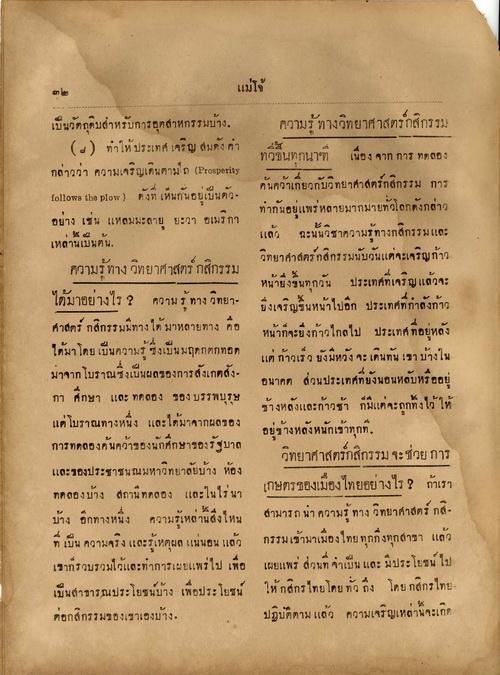 ๓๒
แม่โจ้
เป็นวัตถุดิบสำหรับการอุตสาหกรรมบ้าง.
(๘) ทำให้ประเทศเจริญ สมดัง คำ
กล่าวว่า ความเจริญเดินตามไถ (Prosperity
follows the plow) ดังที่ เห็นกันอยู่เป็นตัว-
อย่าง เช่น แหลมมะลายู ยะวา อเมริกา
เหล่านี้เป็นต้น.
ความรู้ทาง วิทยาศาสตร์ กสิกรรม
ได้มาอย่างไร ? ความ รู้ ทาง วิทยา-
ศาสตร์ กสิกรรมมีทางได้ มาหลายทาง คือ
ได้มาโดย เป็นความรู้ ซึ่งเป็นมฤดกตกทอด
มาจากโบราณซึ่งเป็นผลของการสังเกตสัง-
กา ศึกษา และ ทดลอง ของ บรรพบุรุษ
แต่โบราณทางหนึ่ง และได้มาจากผลของ
การทดลองค้นคว้าของนักศึกษาของรัฐบาล
และของประชาชนณมหาวิทยาลัยบ้าง ห้อง
ทดลองบ้าง สถานีทดลอง และในไร่นา
บ้าง อีกทางหนึ่ง ความรู้เหล่านี้สิ่งไหน
ที่ เป็น ความจริง และรู้เหตุผล แน่นอน แล้ว
เขาก็รวบรวมไว้และทำการเผยแพร่ไป เพื่อ
เป็นสาธารณประโยชน์บ้าง เพื่อประโยชน์
ต่อกสิกรรมของเขาเองบ้าง.
ความรู้ ทางวิทยาศาสตร์กสิกรรม
ทวีขึ้นทุกนาฑี เนื่อง จาก การ ทดลอง
ค้นคว้าเกี่ยวกับวิทยาศาสตร์กสิกรรม การ
ทำกันอยู่แพร่หลายมากมายทั่วโลกดังกล่าว
แล้ว ฉะนั้นวิชาความรู้ทางกสิกรรมและ
วิทยาศาสตร์กสิกรรมนับวันแต่จะเจริญก้าว
หน้ายิ่งขึ้นทุกวัน ประเทศที่เจริญแล้วจะ
ยิ่งเจริญขึ้นหน้าไปอีก ประเทศที่กำลังก้าว
หน้าก็จะยิ่งก้าวไกลไป ประเทศที่อยู่หลัง
แต่ ก้าวเร็ว ยังมีหวัง จะ เดินทัน เขา บ้างใน
อนาคต ส่วนประเทศที่ยังนอนหลับหรืออยู่
ข้างหลังและก้าวช้า ก็มีแต่จะถูกทิ้งไว้ ให้
อยู่ข้างหลังหนักเข้าทุกที.
วิทยาศาสตร์กสิกรรม จะช่วย การ
เกษตรของเมืองไทยอย่างไร ? ถ้าเรา
สามารถ นำ ความรู้ ทาง วิทยาศาสตร์ กสิ-
กรรมเข้ามาเมืองไทย ทุกกิ่งทุกสาขา แล้ว
เผยแพร่ ส่วนที่ จำเป็น และ มีประโยชน์ ไป
ให้ กสิกรไทยโดย ทั่ว ถึง โดย กสิกรไทย
ปฏิบัติตามแล้ว ความเจริญเหล่านี้จะเกิด